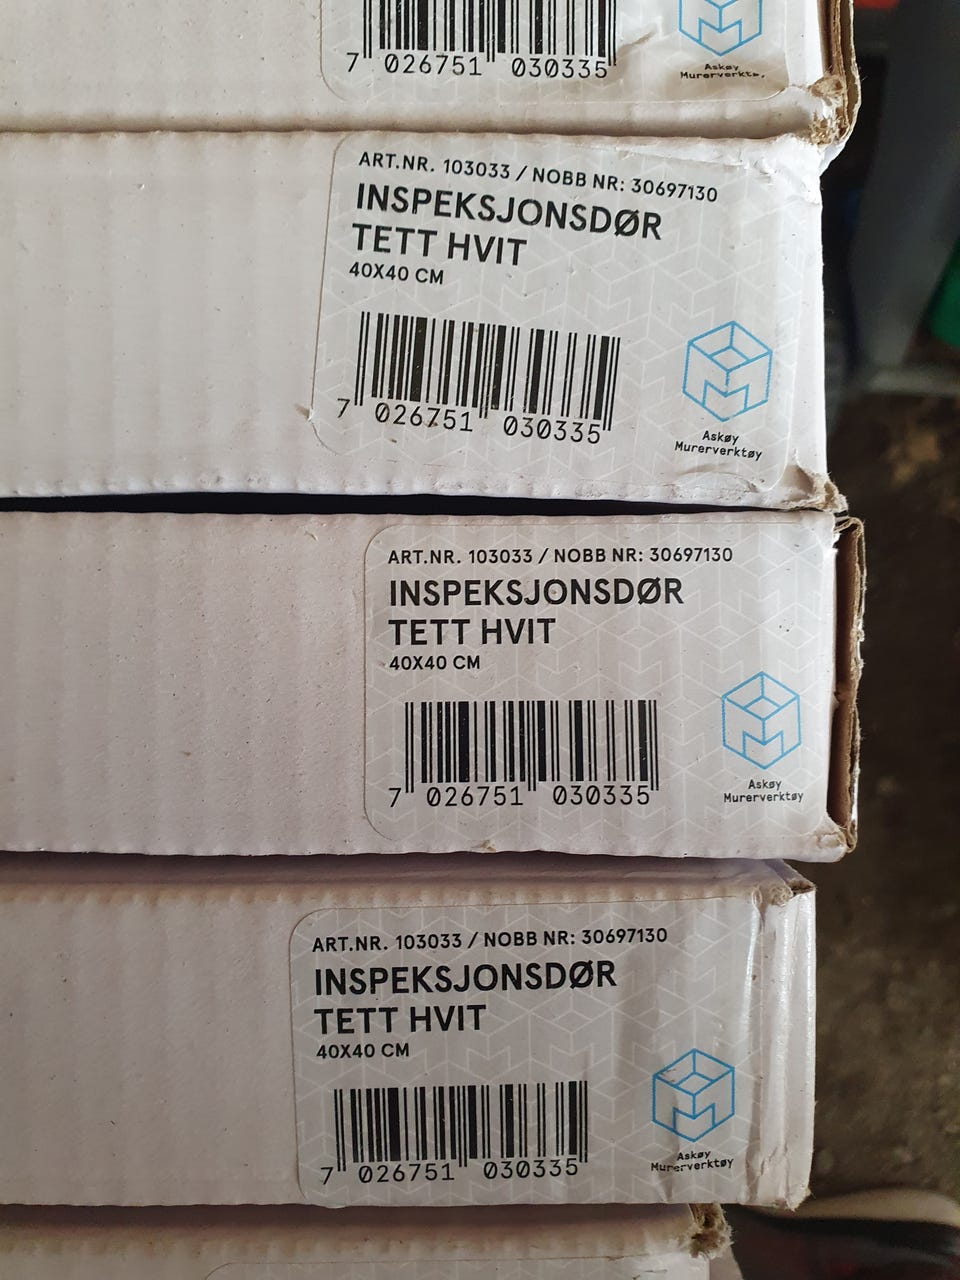 7 026751 030335
Askøy
Murerverktøy
ART.NR. 103033 / NOBB NR: 30697130
INSPEKSJONSDØR
TETT HVIT
40X40 CM
7 026751 030335
Askøy
Murerverktøy
ART.NR. 103033 / NOBB NR: 30697130
INSPEKSJONSDØR
TETT HVIT
40X40 CM
7 026751 030335
Askøy
Murerverktøy
ART.NR. 103033 / NOBB NR: 30697130
INSPEKSJONSDØR
TETT HVIT
40X40 CM
7 026751 030335
Askøy
Murerverktøy